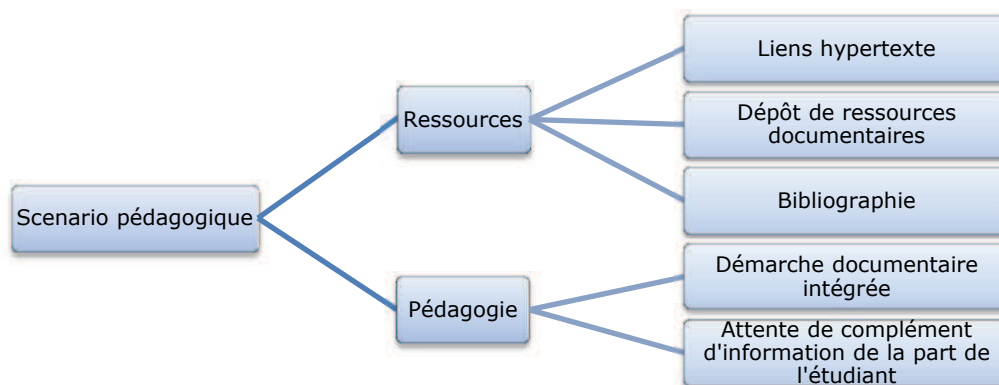 Scenario pédagogique
Ressources
Liens hypertexte
Dépôt de ressources
documentaires
Bibliographie
Pédagogie
Démarche documentaire
intégrée
Attente de complément
d'information de la part de
l'étudiant